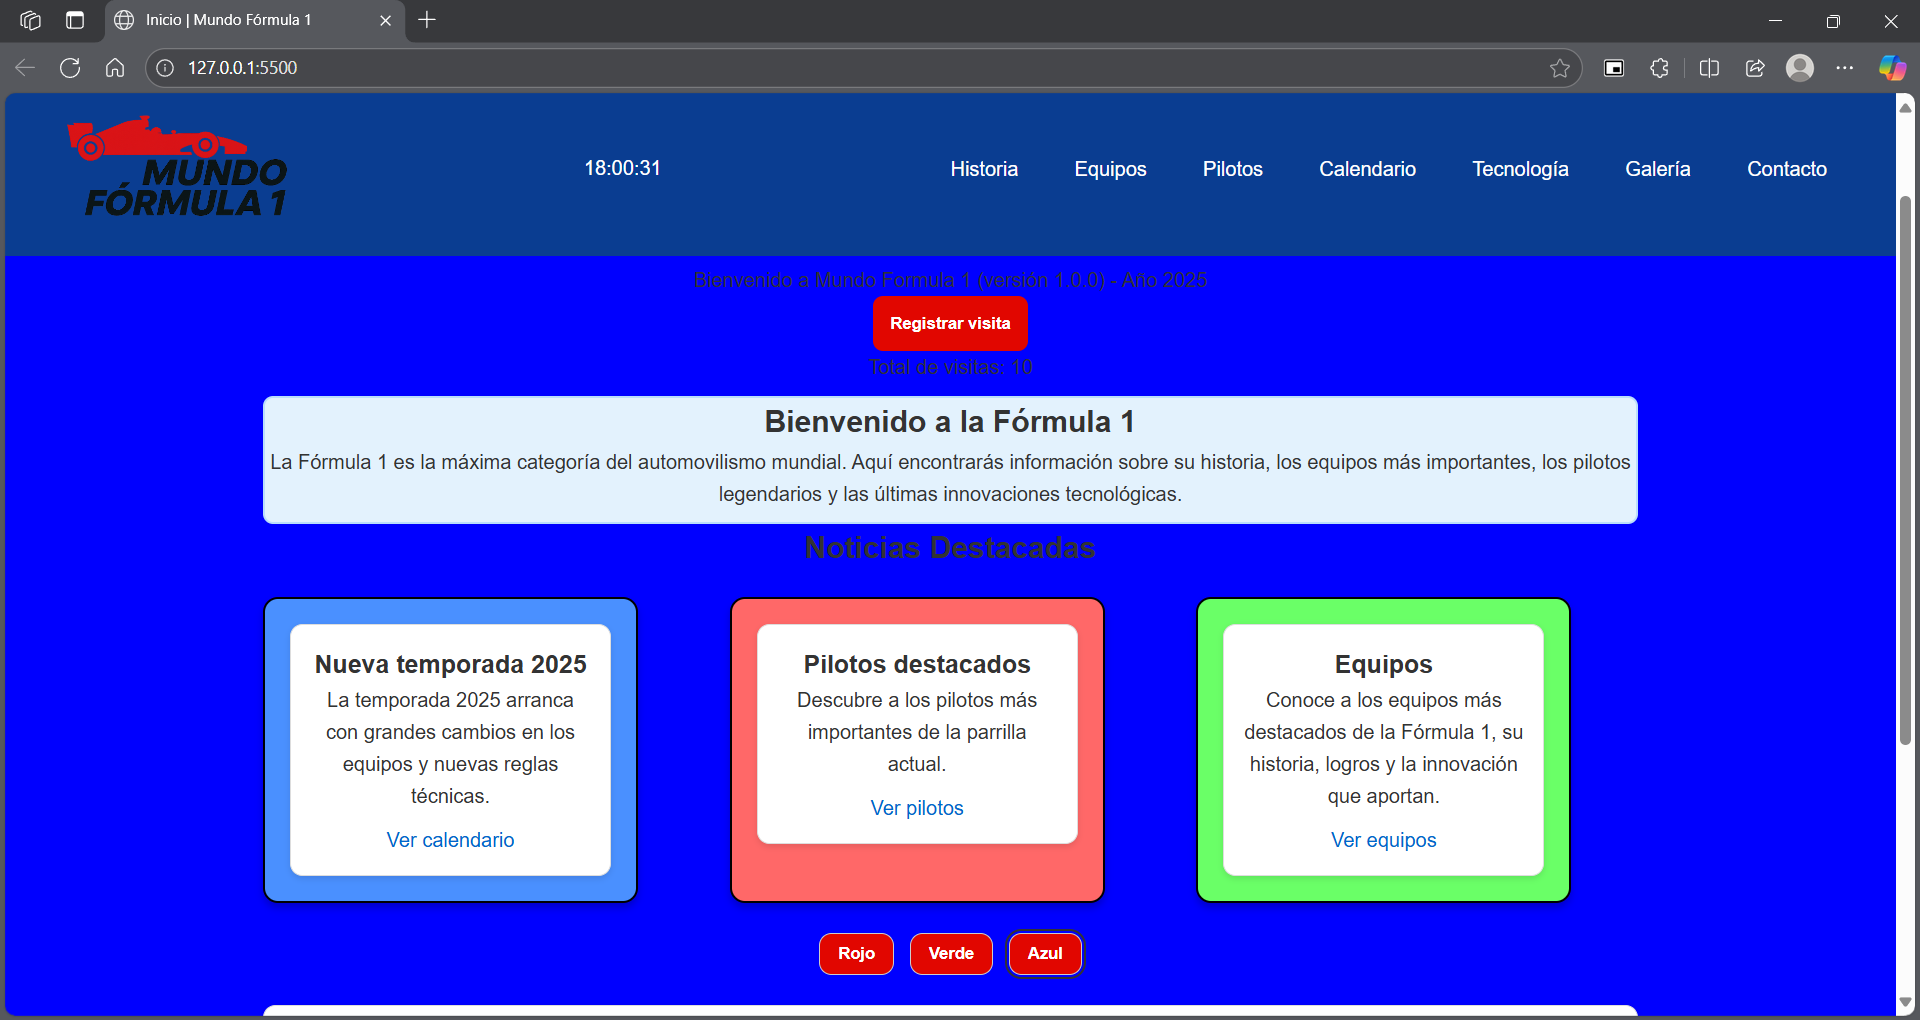 Inicio | Mundo Fórmula 1
127.0.0.1:5500
MUNDO
FÓRMULA 1
18:00:31
Historia
Equipos
Pilotos
Calendario
Tecnología
Galería
Contacto
Bienvenido a Mundo Formula 1 (versión 1.0.0) - Año 2025
Registrar visita
Total de visitas: 10
Bienvenido a la Fórmula 1
La Fórmula 1 es la máxima categoría del automovilismo mundial. Aquí encontrarás información sobre su historia, los equipos más importantes, los pilotos
legendarios y las últimas innovaciones tecnológicas.
Noticias Destacadas
Nueva temporada 2025
La temporada 2025 arranca
con grandes cambios en los
equipos y nuevas reglas
técnicas.
Ver calendario
Pilotos destacados
Descubre a los pilotos más
importantes de la parrilla
actual.
Ver pilotos
Equipos
Conoce a los equipos más
destacados de la Fórmula 1, su
historia, logros y la innovación
que aportan.
Ver equipos
Rojo
Verde
Azul